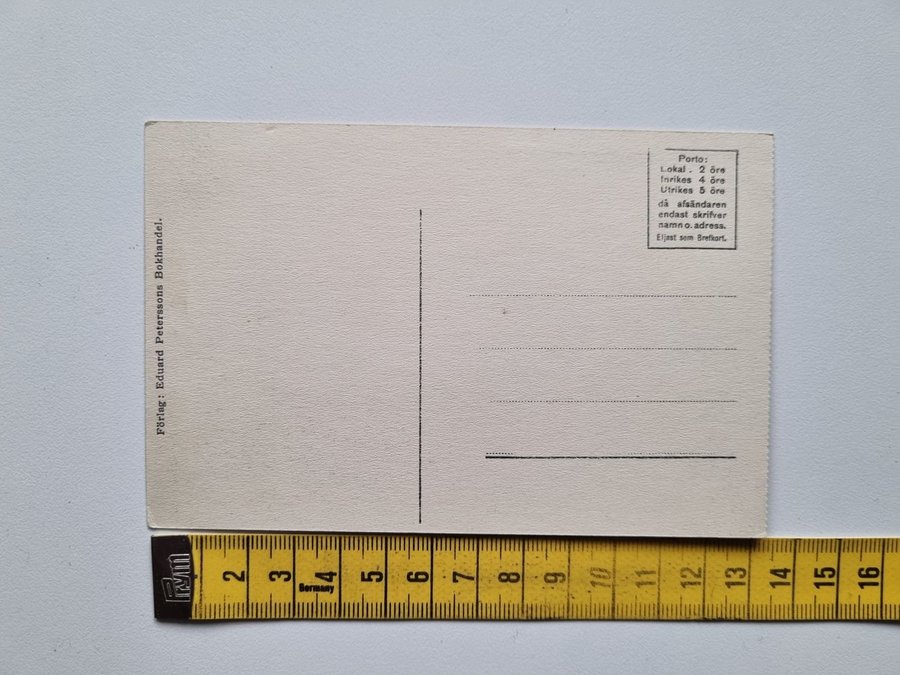 Förlag: Eduard Peterssons Bokhandel.
Porto:
Lokal . 2 öre
Inrikes 4 öre
Utrikes 5 öre
då afsändaren
endast skrifver
namn o. adress.
Eljest som Brefkort.
Prym
2 3 4 5 6 7 8 9 10 11 12 13 14 15 16
Germany